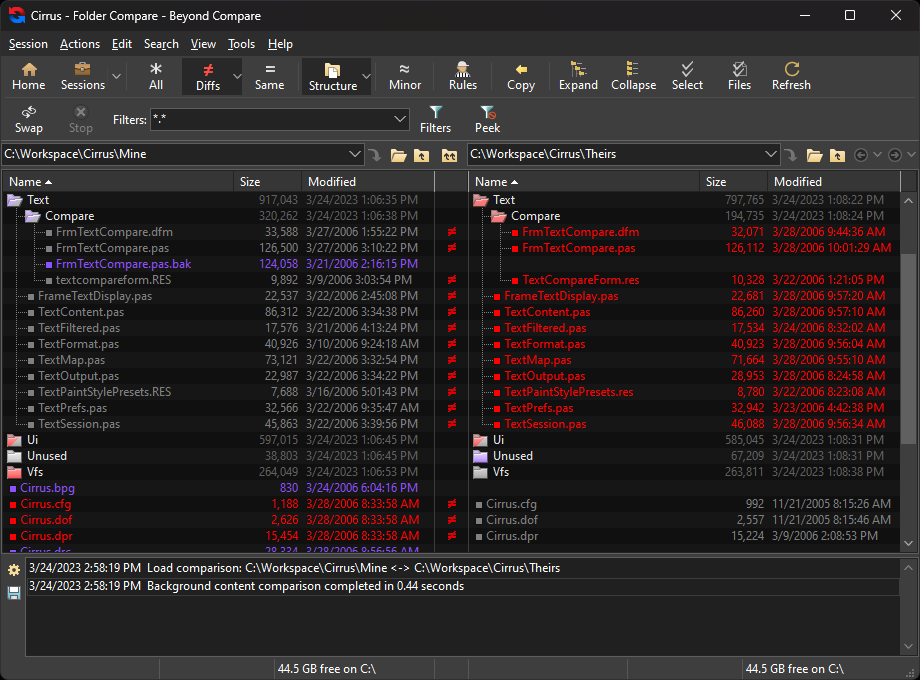 Cirrus - Folder Compare - Beyond Compare
Session Actions Edit Search View Tools Help
Home Sessions All Diffs Same Structure Minor Rules Copy Expand Collapse Select Files Refresh
Swap Stop Filters: *.* Filters Peek
C:\Workspace\Cirrus\Mine C:\Workspace\Cirrus\Theirs
Name Size Modified Name Size Modified
Text 917,043 3/24/2023 1:06:35 PM Text 797,765 3/24/2023 1:08:22 PM
Compare 320,262 3/24/2023 1:06:38 PM Compare 194,735 3/24/2023 1:08:24 PM
FrmTextCompare.dfm 33,588 3/27/2006 1:55:22 PM ≠ FrmTextCompare.dfm 32,071 3/28/2006 9:44:36 AM
FrmTextCompare.pas 126,500 3/27/2006 3:10:22 PM ≠ FrmTextCompare.pas 126,112 3/28/2006 10:01:29 AM
FrmTextCompare.pas.bak 124,058 3/21/2006 2:16:15 PM
textcompareform.RES 9,892 3/9/2006 3:03:54 PM ≠ TextCompareForm.res 10,328 3/22/2006 1:21:05 PM
FrameTextDisplay.pas 22,537 3/22/2006 2:45:08 PM ≠ FrameTextDisplay.pas 22,681 3/28/2006 9:57:20 AM
TextContent.pas 86,312 3/22/2006 3:34:38 PM ≠ TextContent.pas 86,260 3/28/2006 9:57:10 AM
TextFiltered.pas 17,576 3/21/2006 4:13:24 PM ≠ TextFiltered.pas 17,534 3/24/2006 8:32:02 AM
TextFormat.pas 40,926 3/10/2006 9:24:18 AM ≠ TextFormat.pas 40,923 3/28/2006 9:56:04 AM
TextMap.pas 73,121 3/22/2006 3:32:54 PM ≠ TextMap.pas 71,664 3/28/2006 9:55:10 AM
TextOutput.pas 22,987 3/22/2006 3:34:22 PM ≠ TextOutput.pas 28,953 3/28/2006 8:24:58 AM
TextPaintStylePresets.RES 7,688 3/16/2006 5:01:43 PM ≠ TextPaintStylePresets.res 8,780 3/22/2006 8:23:08 AM
TextPrefs.pas 32,566 3/22/2006 9:35:47 AM ≠ TextPrefs.pas 32,942 3/23/2006 4:42:38 PM
TextSession.pas 45,863 3/22/2006 3:39:56 PM ≠ TextSession.pas 46,088 3/28/2006 9:56:34 AM
Ui 597,015 3/24/2023 1:06:45 PM Ui 585,045 3/24/2023 1:08:31 PM
Unused 38,803 3/24/2023 1:06:45 PM Unused 67,209 3/24/2023 1:08:31 PM
Vfs 264,049 3/24/2023 1:06:53 PM Vfs 263,811 3/24/2023 1:08:38 PM
Cirrus.bpg 830 3/24/2006 6:04:16 PM
Cirrus.cfg 1,188 3/28/2006 8:33:58 AM ≠ Cirrus.cfg 992 11/21/2005 8:15:26 AM
Cirrus.dof 2,626 3/28/2006 8:33:58 AM ≠ Cirrus.dof 2,557 11/21/2005 8:15:46 AM
Cirrus.dpr 15,454 3/28/2006 8:33:58 AM ≠ Cirrus.dpr 15,224 3/9/2006 2:08:53 PM
Cirrus.drc 28,334 3/28/2006 8:56:56 AM
3/24/2023 2:58:19 PM Load comparison: C:\Workspace\Cirrus\Mine <-> C:\Workspace\Cirrus\Theirs
3/24/2023 2:58:19 PM Background content comparison completed in 0.44 seconds
44.5 GB free on C:\ 44.5 GB free on C:\